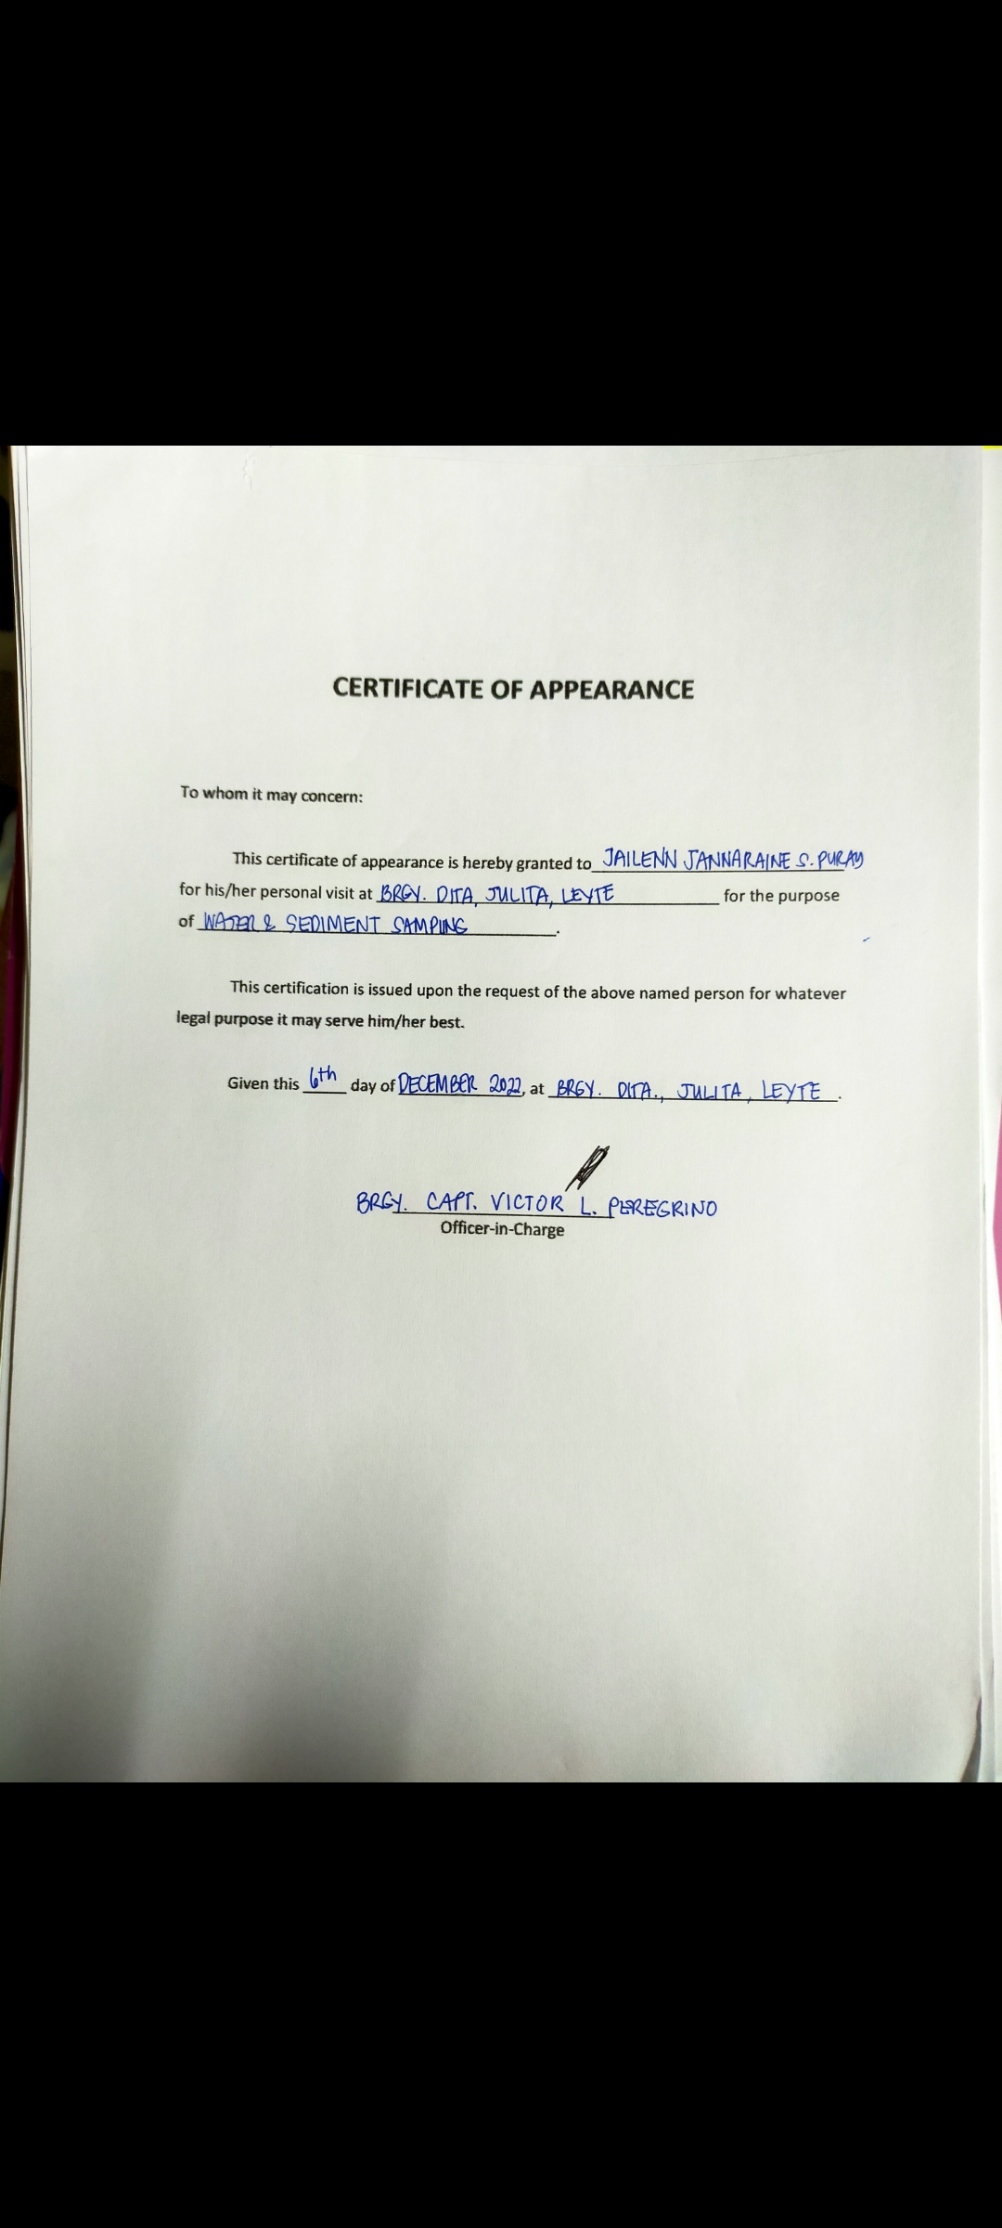 CERTIFICATE OF APPEARANCE
To whom it may concern:
This certificate of appearance is hereby granted to JAILENN JANNARAINE S. PURAY
for his/her personal visit at BRGY. DITA, JULITA, LEYTE for the purpose
of WATER & SEDIMENT SAMPLING.
This certification is issued upon the request of the above named person for whatever
legal purpose it may serve him/her best.
Given this 6th day of DECEMBER 2022, at BRGY. DITA., JULITA, LEYTE.
BRGY. CAPT. VICTOR L. PEREGRINO
Officer-in-Charge